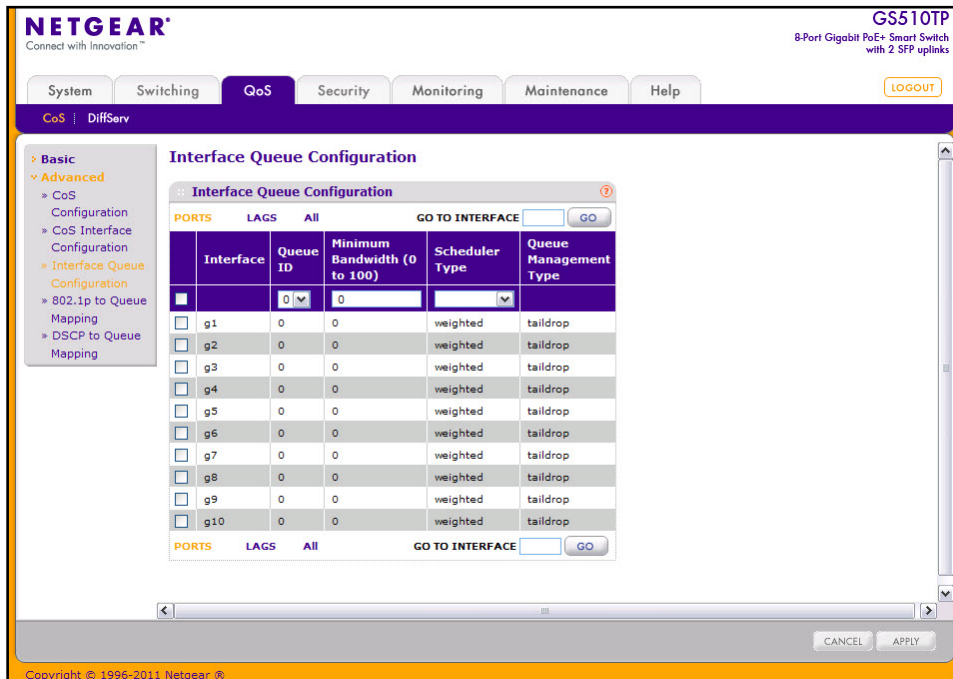 NETGEAR®
Connect with Innovation™
GS510TP
8-Port Gigabit PoE+ Smart Switch
with 2 SFP uplinks
System Switching QoS Security Monitoring Maintenance Help LOGOUT
CoS | DiffServ
Basic
Advanced
» CoS
Configuration
» CoS Interface
Configuration
» Interface Queue
Configuration
» 802.1p to Queue
Mapping
» DSCP to Queue
Mapping
Interface Queue Configuration
Interface Queue Configuration ?
PORTS LAGS All GO TO INTERFACE GO
Interface Queue ID Minimum Bandwidth (0 to 100) Scheduler Type Queue Management Type
0 0
g1 0 0 weighted taildrop
g2 0 0 weighted taildrop
g3 0 0 weighted taildrop
g4 0 0 weighted taildrop
g5 0 0 weighted taildrop
g6 0 0 weighted taildrop
g7 0 0 weighted taildrop
g8 0 0 weighted taildrop
g9 0 0 weighted taildrop
g10 0 0 weighted taildrop
PORTS LAGS All GO TO INTERFACE GO
CANCEL APPLY
Copyright © 1996-2011 Netgear ®